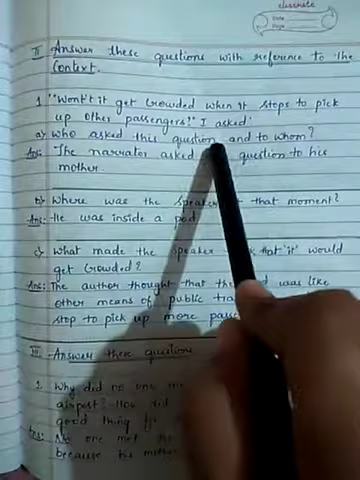 classmate
Date
Page
II Answer these questions with reference to the
Context.
1 "Won't it get crowded when it stops to pick
up other passengers?" I asked.
a) Who asked this question and to whom?
Ans: The narrator asked question to his
mother.
b) Where was the speaker that moment?
Ans: He was inside a pod
c) What made the speaker that 'it' would
get crowded?
Ans: The author thought that the was like
other means of public
stop to pick up more
III Answer these questions
1. Why did no one
airport? How did
good thing
Ans: No one met
because his